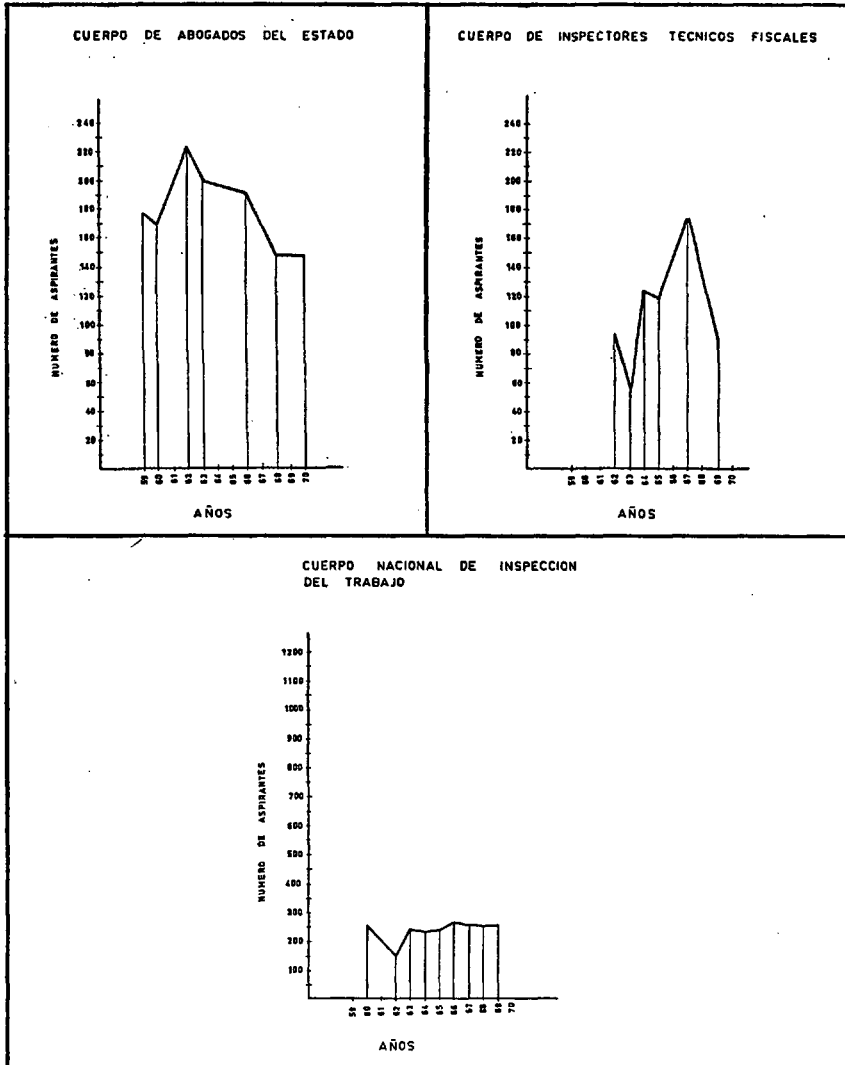 CUERPO DE ABOGADOS DEL ESTADO
240
220
200
180
160
140
120
100
80
60
40
20
NUMERO DE ASPIRANTES
59 60 61 62 63 64 65 66 67 68 69 70
AÑOS
CUERPO DE INSPECTORES TECNICOS FISCALES
240
220
200
180
160
140
120
100
80
60
40
20
NUMERO DE ASPIRANTES
59 60 61 62 63 64 65 66 67 68 69 70
AÑOS
CUERPO NACIONAL DE INSPECCION
DEL TRABAJO
1200
1100
1000
900
800
700
600
500
400
300
200
100
NUMERO DE ASPIRANTES
59 60 61 62 63 64 65 66 67 68 69 70
AÑOS